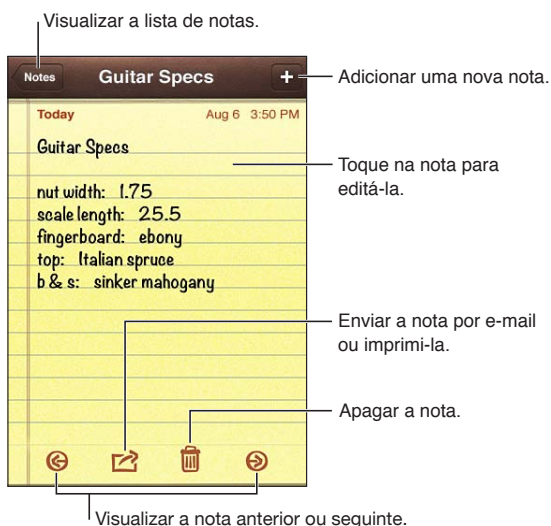 Visualizar a lista de notas.
Notes
Guitar Specs
+
Adicionar uma nova nota.
Today
Aug 6 3:50 PM
Guitar Specs
Toque na nota para
editá-la.
nut width: 1.75
scale length: 25.5
fingerboard: ebony
top: Italian spruce
b & s: sinker mahogany
Enviar a nota por e-mail
ou imprimi-la.
Apagar a nota.
Visualizar a nota anterior ou seguinte.